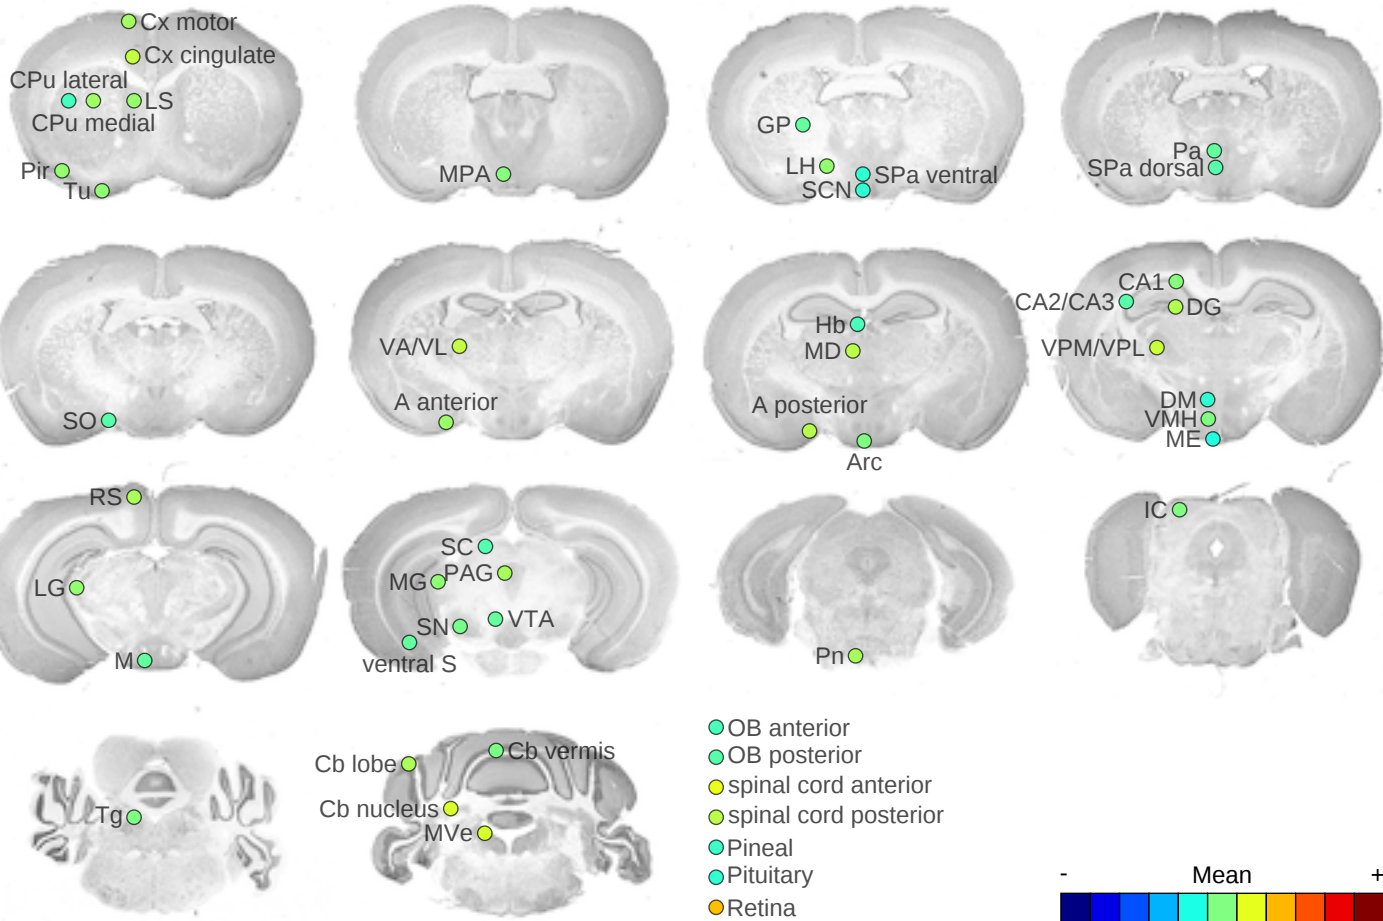 Cx motor
Cx cingulate
CPu lateral
LS
CPu medial
Pir
Tu
MPA
GP
LH
SPa ventral
SCN
Pa
SPa dorsal
SO
VA/VL
A anterior
Hb
MD
A posterior
Arc
CA1
CA2/CA3
DG
VPM/VPL
DM
VMH
ME
RS
LG
M
SC
PAG
MG
SN
VTA
ventral S
Pn
IC
Tg
Cb lobe
Cb vermis
Cb nucleus
MVe
OB anterior
OB posterior
spinal cord anterior
spinal cord posterior
Pineal
Pituitary
Retina
- Mean +